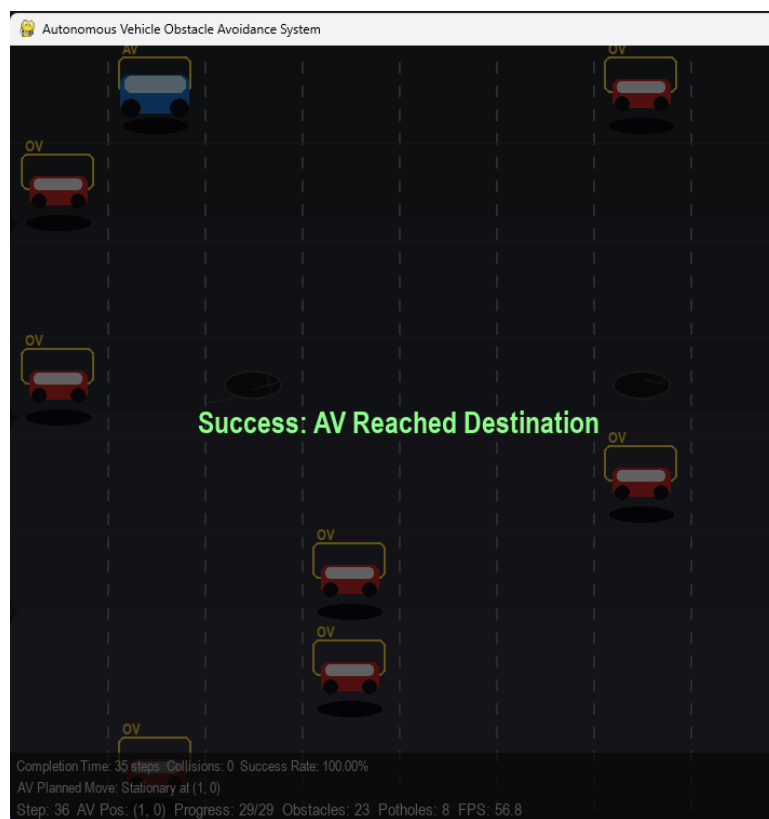 Autonomous Vehicle Obstacle Avoidance System
AV
OV
OV
OV
Success: AV Reached Destination
OV
OV
OV
OV
Completion Time: 35 steps Collisions: 0 Success Rate: 100.00%
AV Planned Move: Stationary at (1, 0)
Step: 36 AV Pos: (1, 0) Progress: 29/29 Obstacles: 23 Potholes: 8 FPS: 56.8